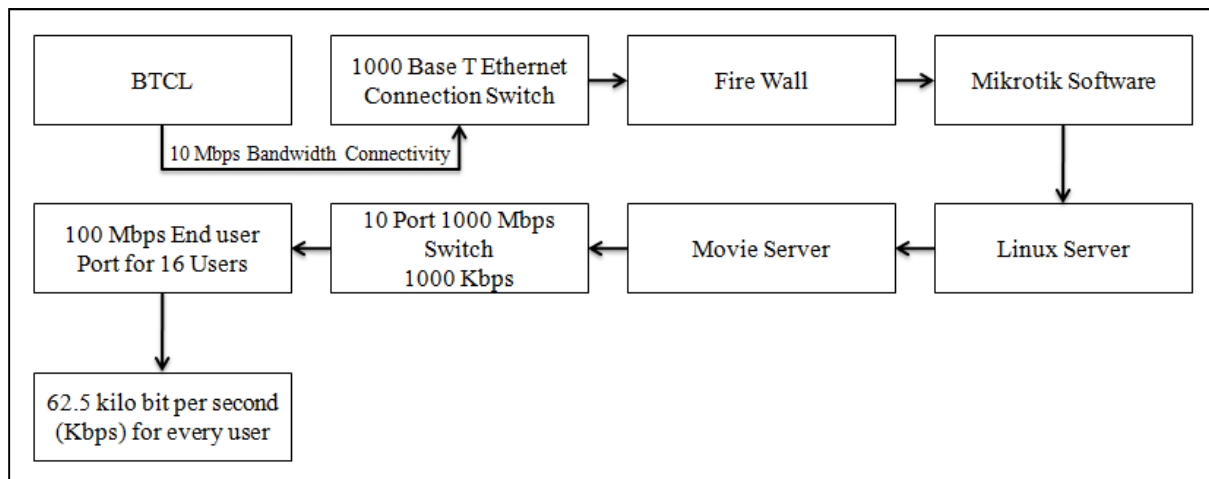 BTCL
1000 Base T Ethernet
Connection Switch
Fire Wall
Mikrotik Software
10 Mbps Bandwidth Connectivity
100 Mbps End user
Port for 16 Users
10 Port 1000 Mbps
Switch
1000 Kbps
Movie Server
Linux Server
62.5 kilo bit per second
(Kbps) for every user